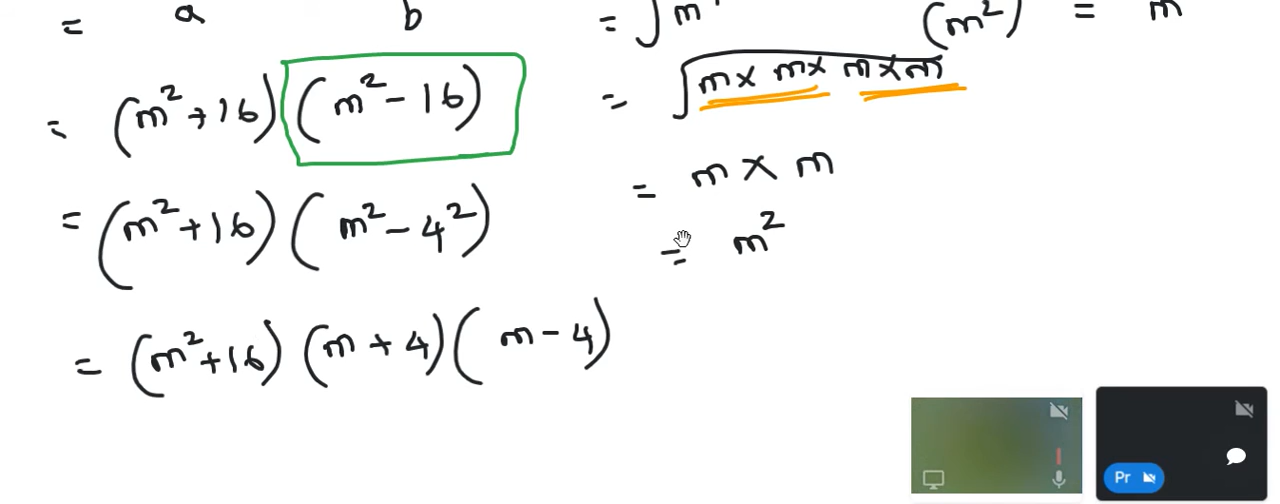 = a b
= (m²+16) (m²-16)
= (m²+16) (m²-4²)
= (m²+16) (m+4) (m-4)
= √m
(m²) = m
= √m× m× m×m
= m × m
= m²
Pr